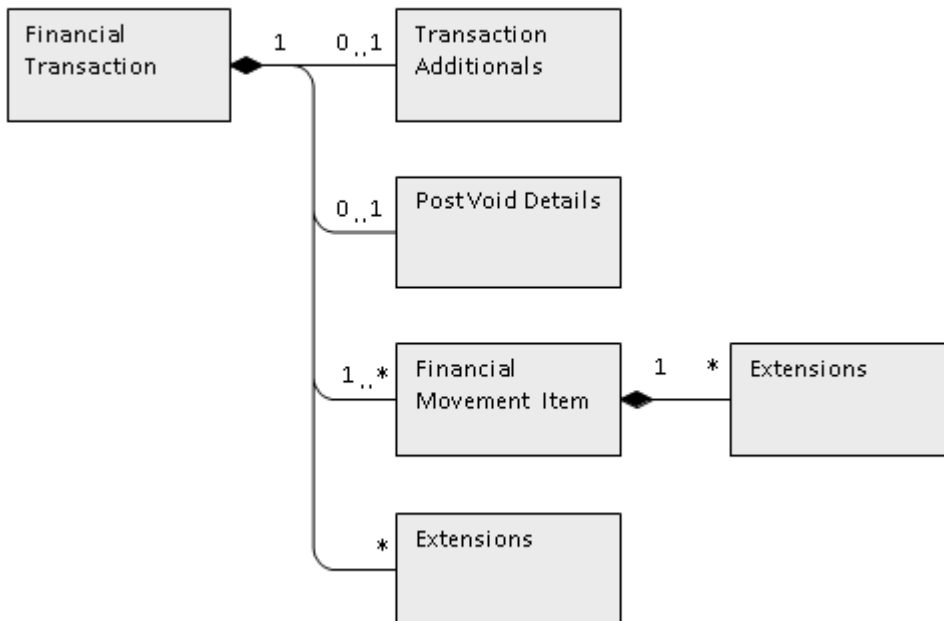 Financial
Transaction
1
0..1
Transaction
Additionals
0..1
PostVoid Details
1..*
Financial
Movement Item
1
*
Extensions
*
Extensions